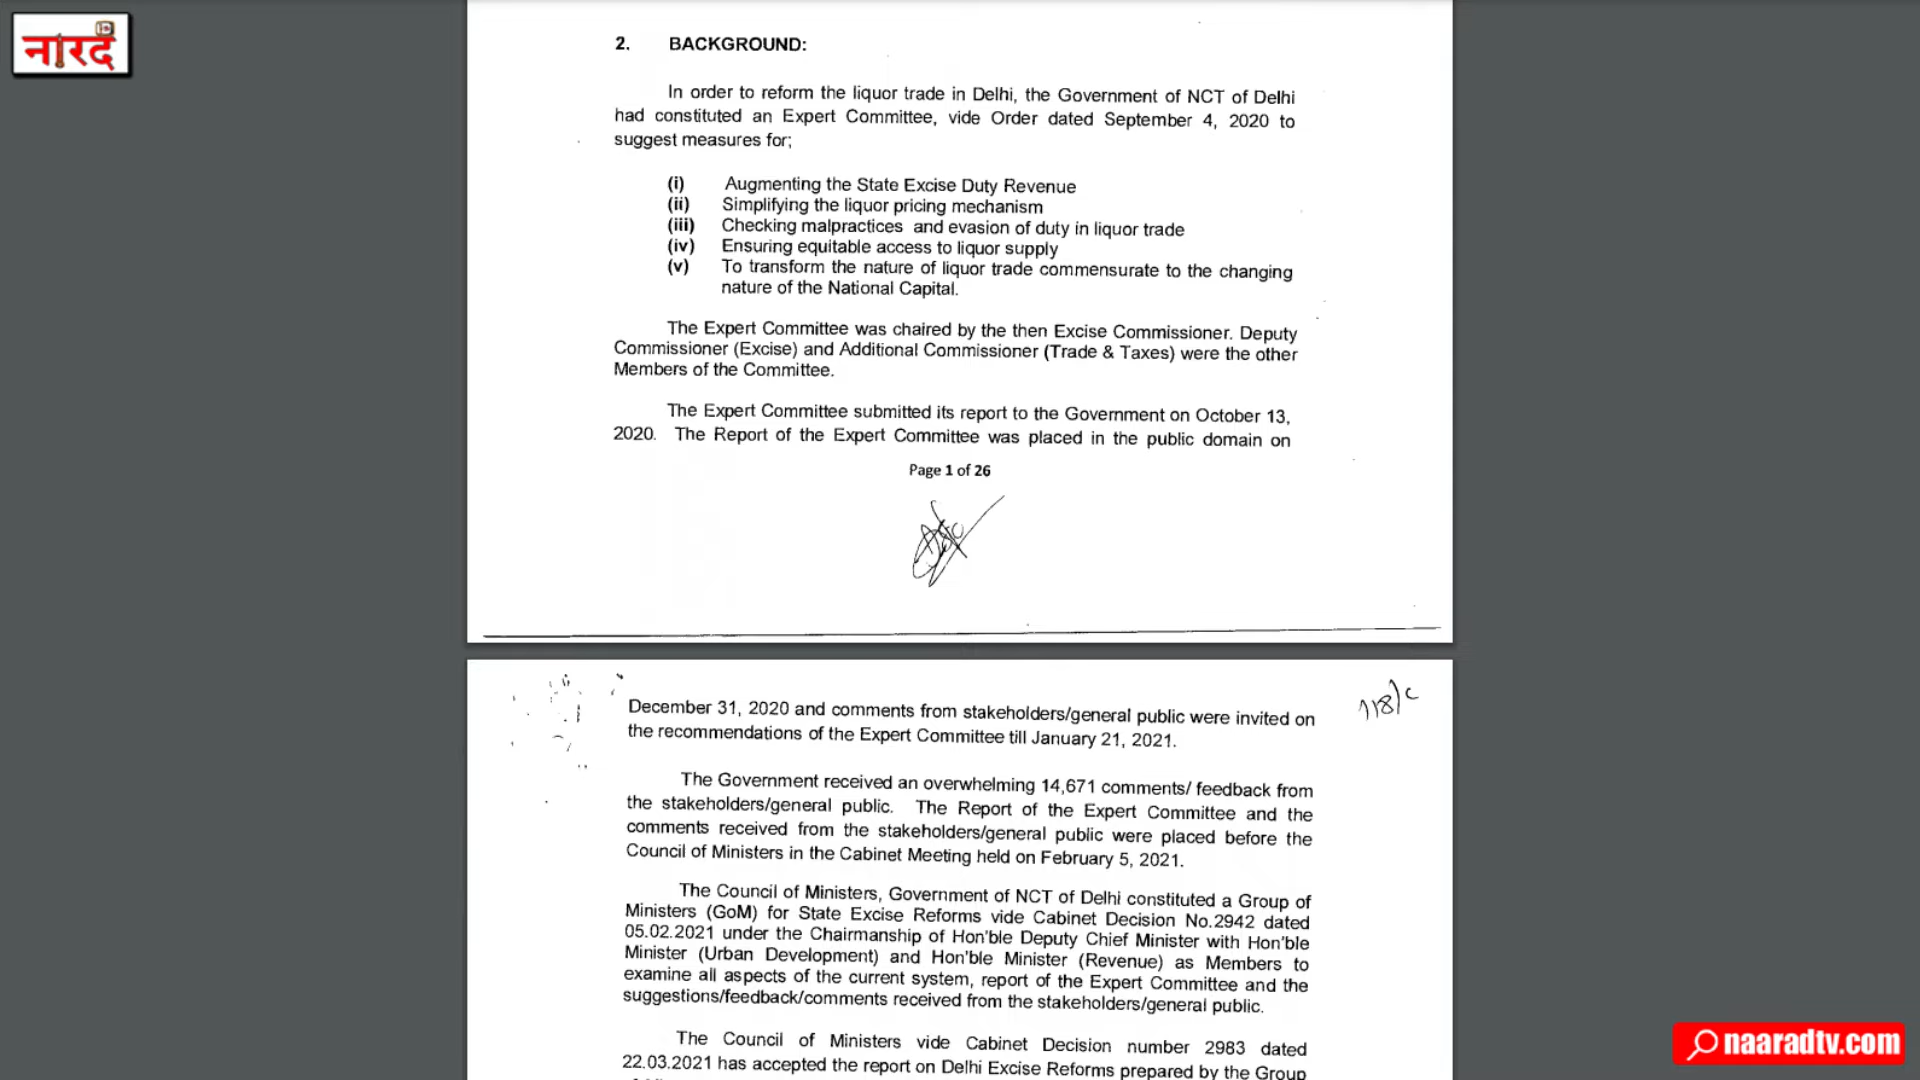 नारद
2. BACKGROUND:
In order to reform the liquor trade in Delhi, the Government of NCT of Delhi
had constituted an Expert Committee, vide Order dated September 4, 2020 to
suggest measures for;
(i) Augmenting the State Excise Duty Revenue
(ii) Simplifying the liquor pricing mechanism
(iii) Checking malpractices and evasion of duty in liquor trade
(iv) Ensuring equitable access to liquor supply
(v) To transform the nature of liquor trade commensurate to the changing
nature of the National Capital.
The Expert Committee was chaired by the then Excise Commissioner. Deputy
Commissioner (Excise) and Additional Commissioner (Trade & Taxes) were the other
Members of the Committee.
The Expert Committee submitted its report to the Government on October 13,
2020. The Report of the Expert Committee was placed in the public domain on
Page 1 of 26
118/c
December 31, 2020 and comments from stakeholders/general public were invited on
the recommendations of the Expert Committee till January 21, 2021.
The Government received an overwhelming 14,671 comments/ feedback from
the stakeholders/general public. The Report of the Expert Committee and the
comments received from the stakeholders/general public were placed before the
Council of Ministers in the Cabinet Meeting held on February 5, 2021.
The Council of Ministers, Government of NCT of Delhi constituted a Group of
Ministers (GoM) for State Excise Reforms vide Cabinet Decision No.2942 dated
05.02.2021 under the Chairmanship of Hon'ble Deputy Chief Minister with Hon'ble
Minister (Urban Development) and Hon'ble Minister (Revenue) as Members to
examine all aspects of the current system, report of the Expert Committee and the
suggestions/feedback/comments received from the stakeholders/general public.
The Council of Ministers vide Cabinet Decision number 2983 dated
22.03.2021 has accepted the report on Delhi Excise Reforms prepared by the Group
naaradtv.com